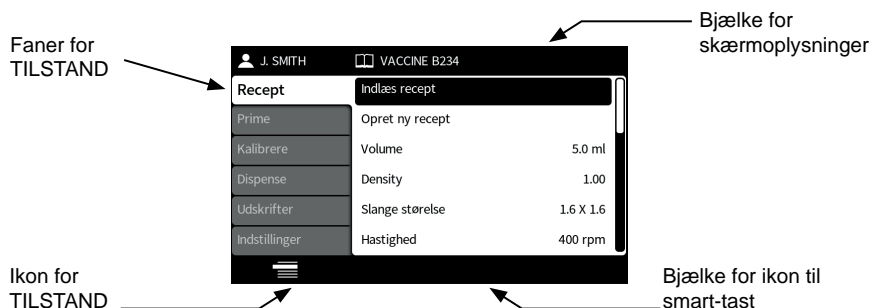 Bjælke for
skærmoplysninger
Faner for
TILSTAND
J. SMITH VACCINE B234
Recept
Prime
Kalibrere
Dispense
Udskrifter
Indstillinger
Indlæs recept
Opret ny recept
Volume 5.0 ml
Density 1.00
Slange størelse 1.6 X 1.6
Hastighed 400 rpm
Ikon for
TILSTAND
Bjælke for ikon til
smart-tast